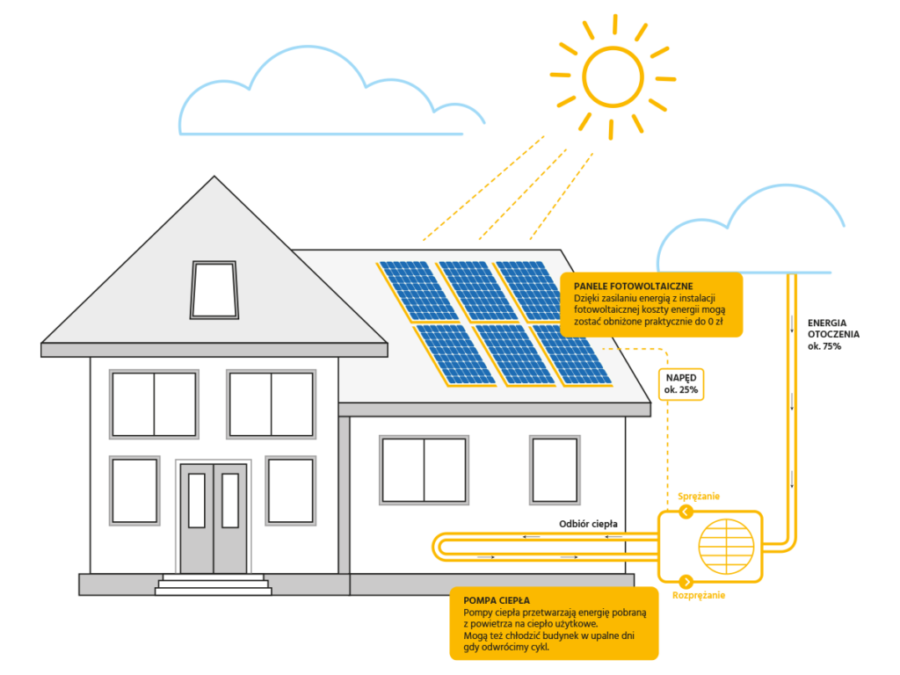 PANELE FOTOWOLTAICZNE
Dzięki zasilaniu energią z instalacji
fotowoltaicznej koszty energii mogą
zostać obniżone praktycznie do 0 zł
ENERGIA
OTOCZENIA
ok. 75%
NAPĘD
ok. 25%
Sprężanie
Odbiór ciepła
Rozprężanie
POMPA CIEPŁA
Pompy ciepła przetwarzają energię pobraną
z powietrza na ciepło użytkowe.
Mogą też chłodzić budynek w upalne dni
gdy odwrócimy cykl.